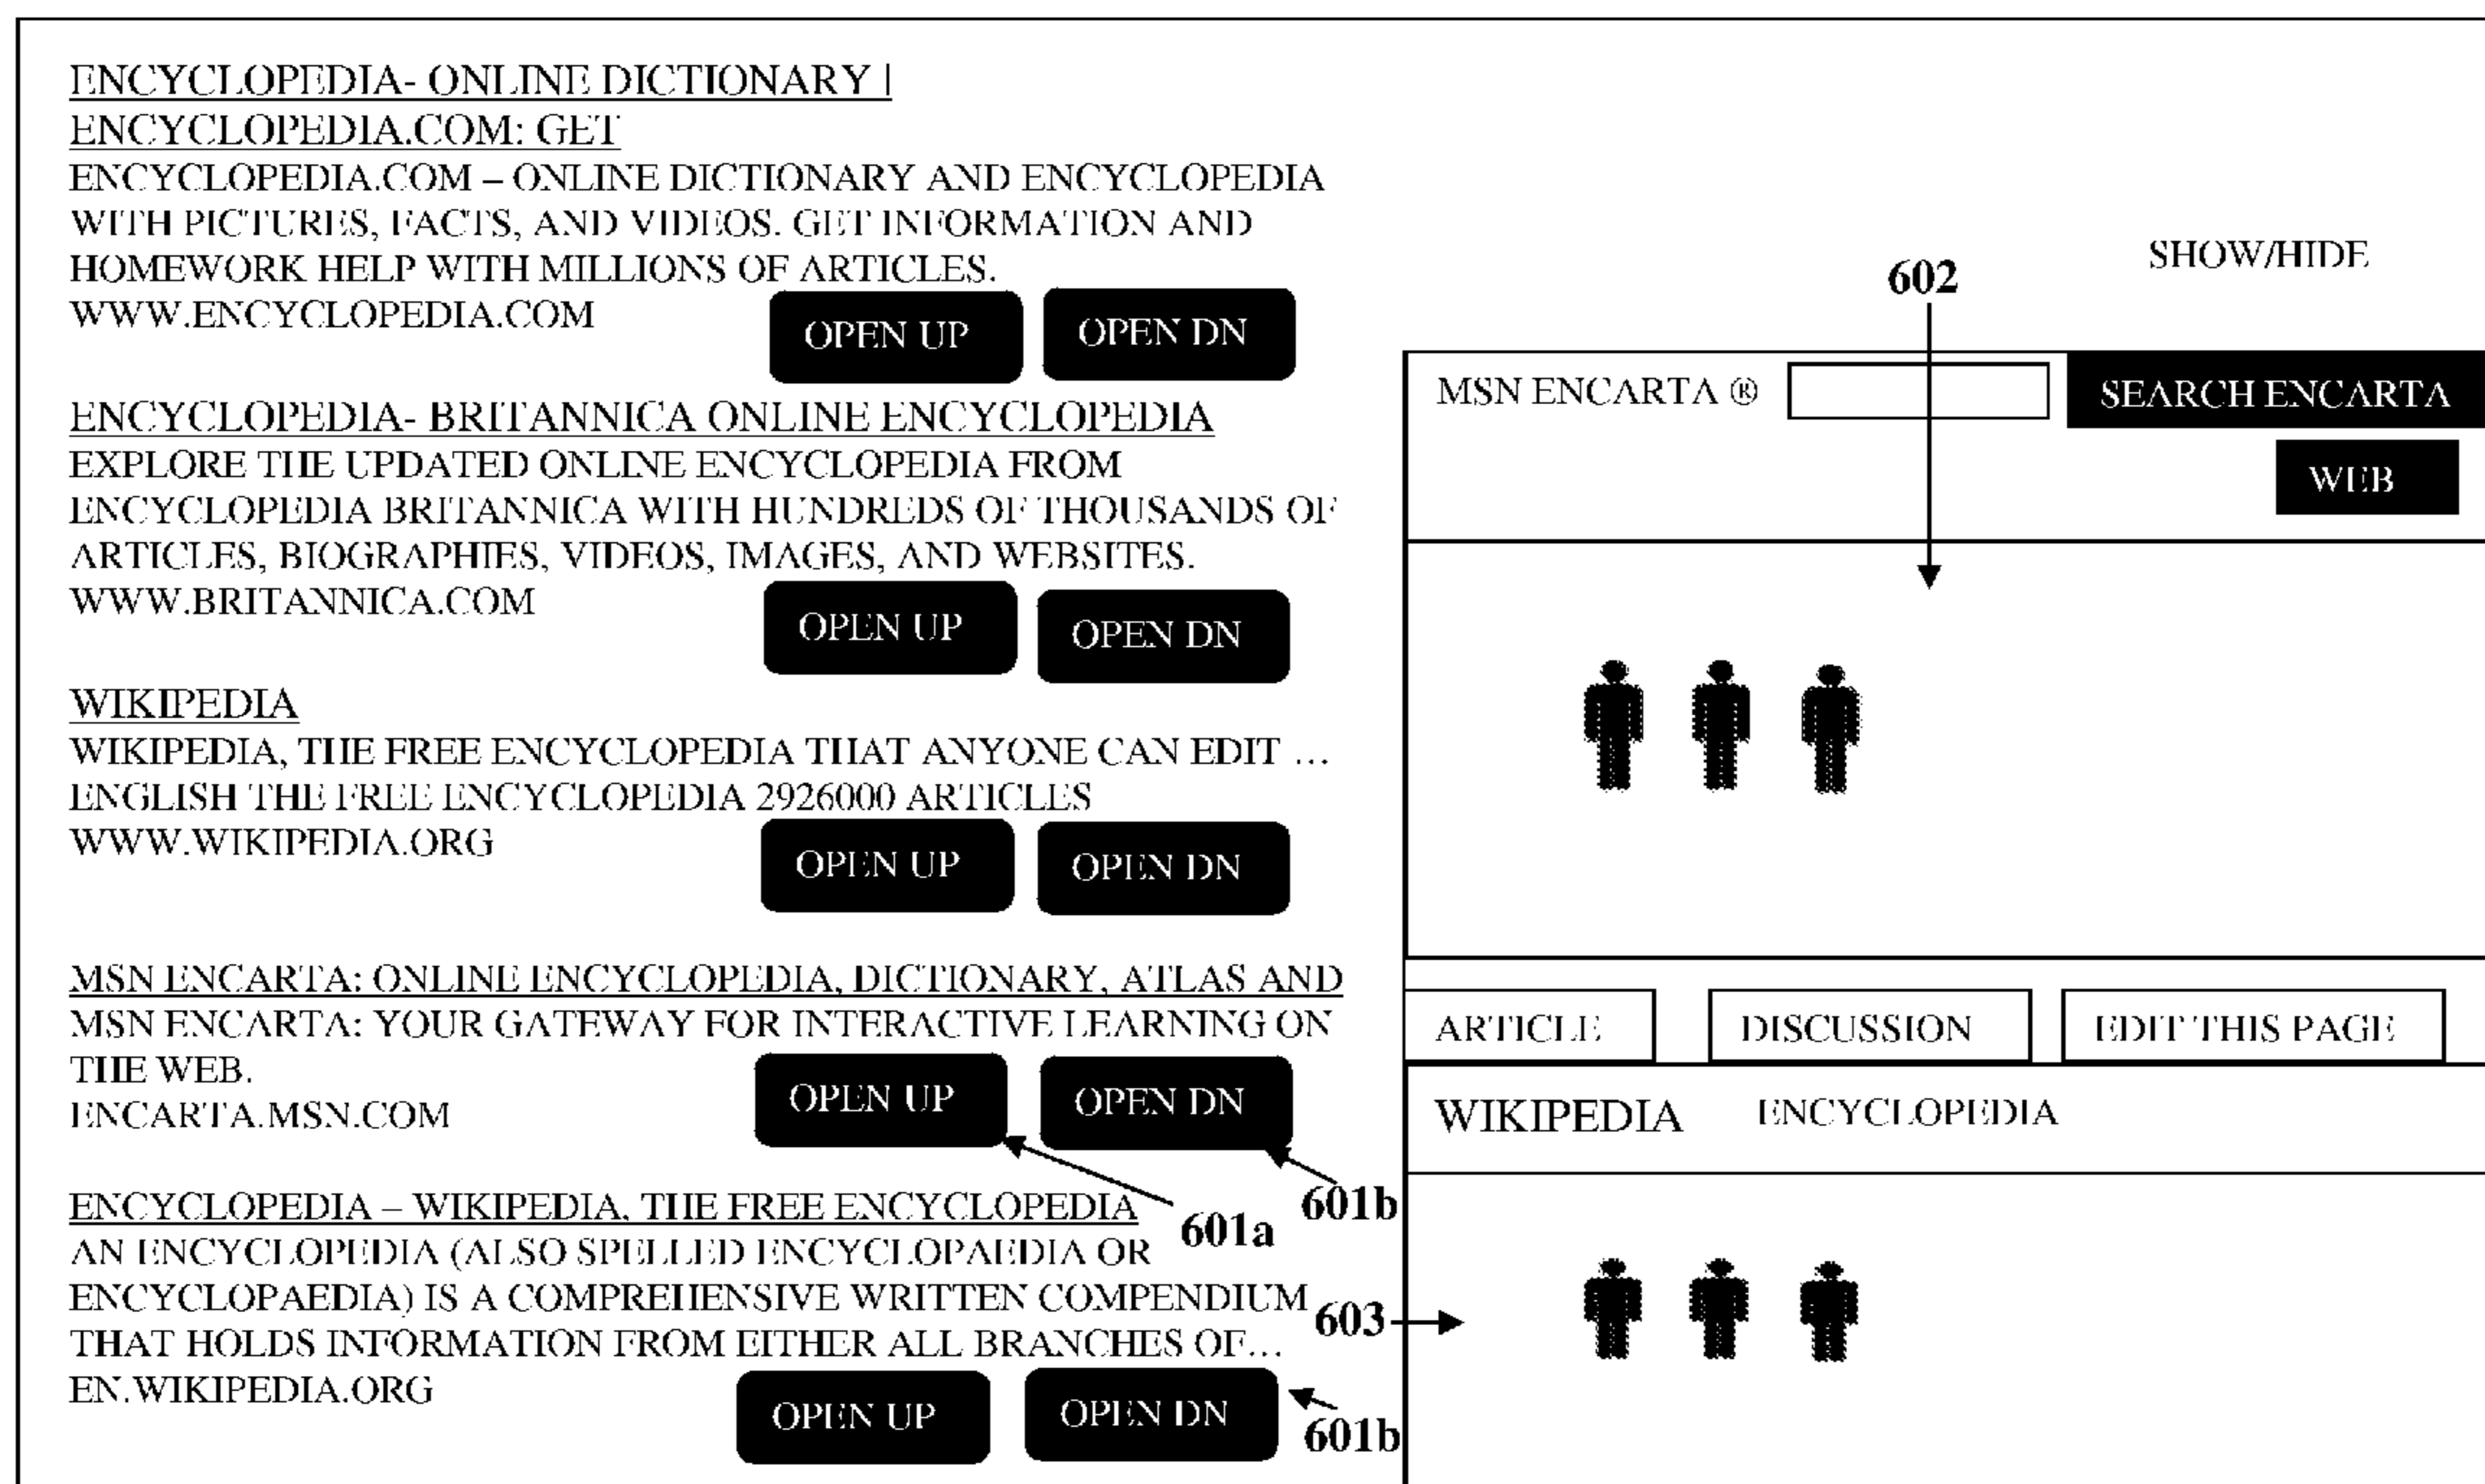 ENCYCLOPEDIA- ONLINE DICTIONARY |
ENCYCLOPEDIA.COM: GET
ENCYCLOPEDIA.COM – ONLINE DICTIONARY AND ENCYCLOPEDIA
WITH PICTURES, FACTS, AND VIDEOS. GET INFORMATION AND
HOMEWORK HELP WITH MILLIONS OF ARTICLES.
WWW.ENCYCLOPEDIA.COM
OPEN UP OPEN DN
ENCYCLOPEDIA- BRITANNICA ONLINE ENCYCLOPEDIA
EXPLORE THE UPDATED ONLINE ENCYCLOPEDIA FROM
ENCYCLOPEDIA BRITANNICA WITH HUNDREDS OF THOUSANDS OF
ARTICLES, BIOGRAPHIES, VIDEOS, IMAGES, AND WEBSITES.
WWW.BRITANNICA.COM
OPEN UP OPEN DN
WIKIPEDIA
WIKIPEDIA, THE FREE ENCYCLOPEDIA THAT ANYONE CAN EDIT …
ENGLISH THE FREE ENCYCLOPEDIA 2926000 ARTICLES
WWW.WIKIPEDIA.ORG
OPEN UP OPEN DN
MSN ENCARTA: ONLINE ENCYCLOPEDIA, DICTIONARY, ATLAS AND
MSN ENCARTA: YOUR GATEWAY FOR INTERACTIVE LEARNING ON
THE WEB.
ENCARTA.MSN.COM
OPEN UP OPEN DN
601a
601b
ENCYCLOPEDIA – WIKIPEDIA, THE FREE ENCYCLOPEDIA
AN ENCYCLOPEDIA (ALSO SPELLED ENCYCLOPAEDIA OR
ENCYCLOPAEDIA) IS A COMPREHENSIVE WRITTEN COMPENDIUM
THAT HOLDS INFORMATION FROM EITHER ALL BRANCHES OF…
EN.WIKIPEDIA.ORG
OPEN UP OPEN DN
601b
SHOW/HIDE
602
MSN ENCARTA ® SEARCH ENCARTA
WEB
ARTICLE DISCUSSION EDIT THIS PAGE
WIKIPEDIA ENCYCLOPEDIA
603